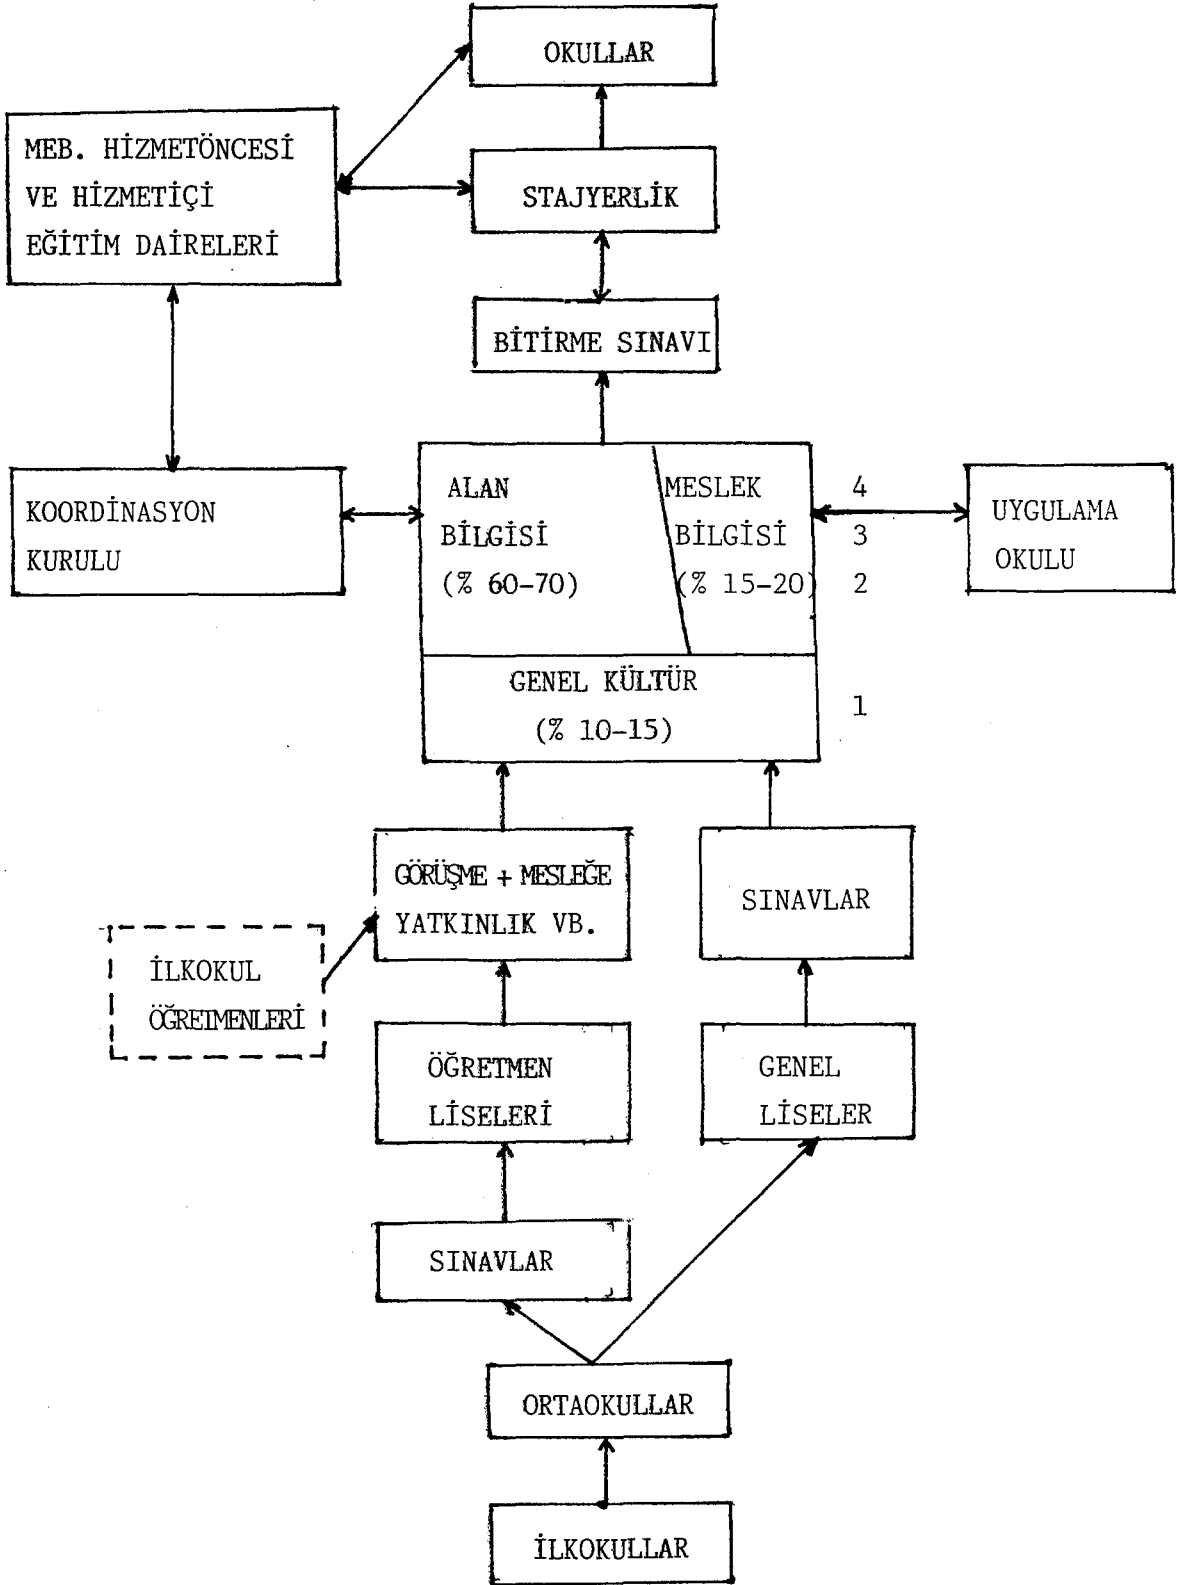 OKULLAR
MEB. HİZMETÖNCESİ
VE HİZMETİÇİ
EĞİTİM DAİRELERİ
STAJYERLİK
BİTİRME SINAVI
KOORDİNASYON
KURULU
ALAN
BİLGİSİ
(% 60-70)
MESLEK
BİLGİSİ
(% 15-20)
4
3
2
UYGULAMA
OKULU
GENEL KÜLTÜR
(% 10-15)
1
GÖRÜŞME + MESLEĞE
YATKINLIK VB.
SINAVLAR
İLKOKUL
ÖĞRETMENLERİ
ÖĞRETMEN
LİSELERİ
GENEL
LİSELER
SINAVLAR
ORTAOKULLAR
İLKOKULLAR